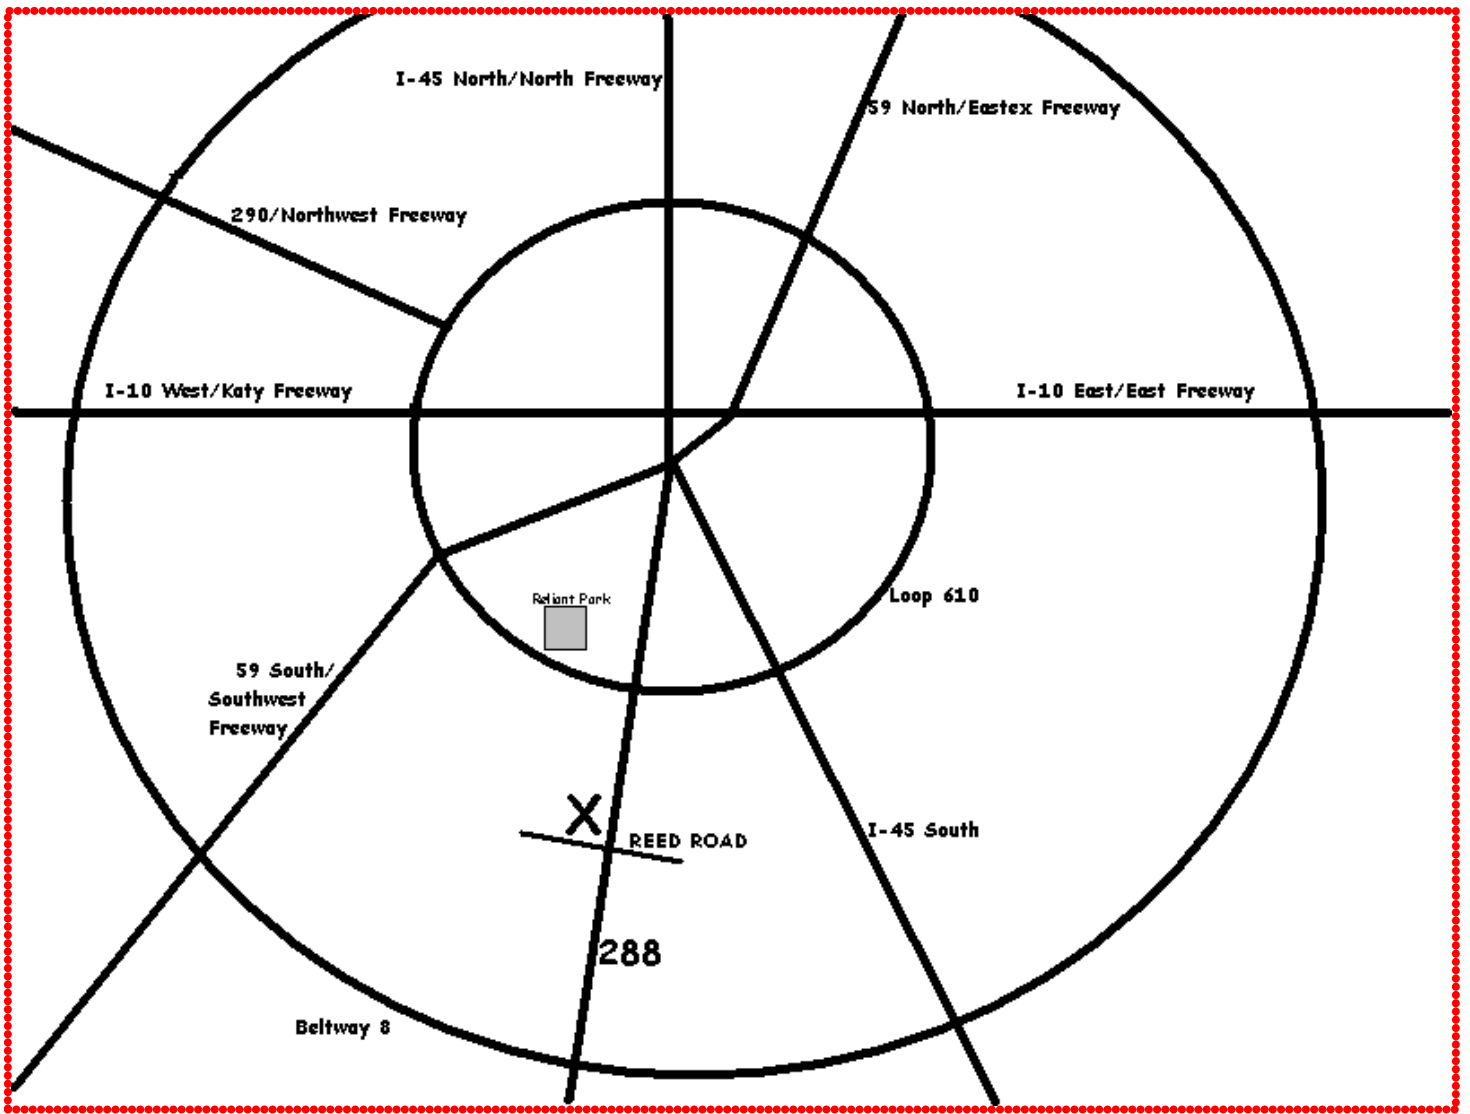 I-45 North/North Freeway
59 North/Eastex Freeway
290/Northwest Freeway
I-10 West/Katy Freeway
I-10 East/East Freeway
Reliant Park
Loop 610
59 South/
Southwest
Freeway
X
REED ROAD
I-45 South
288
Beltway 8